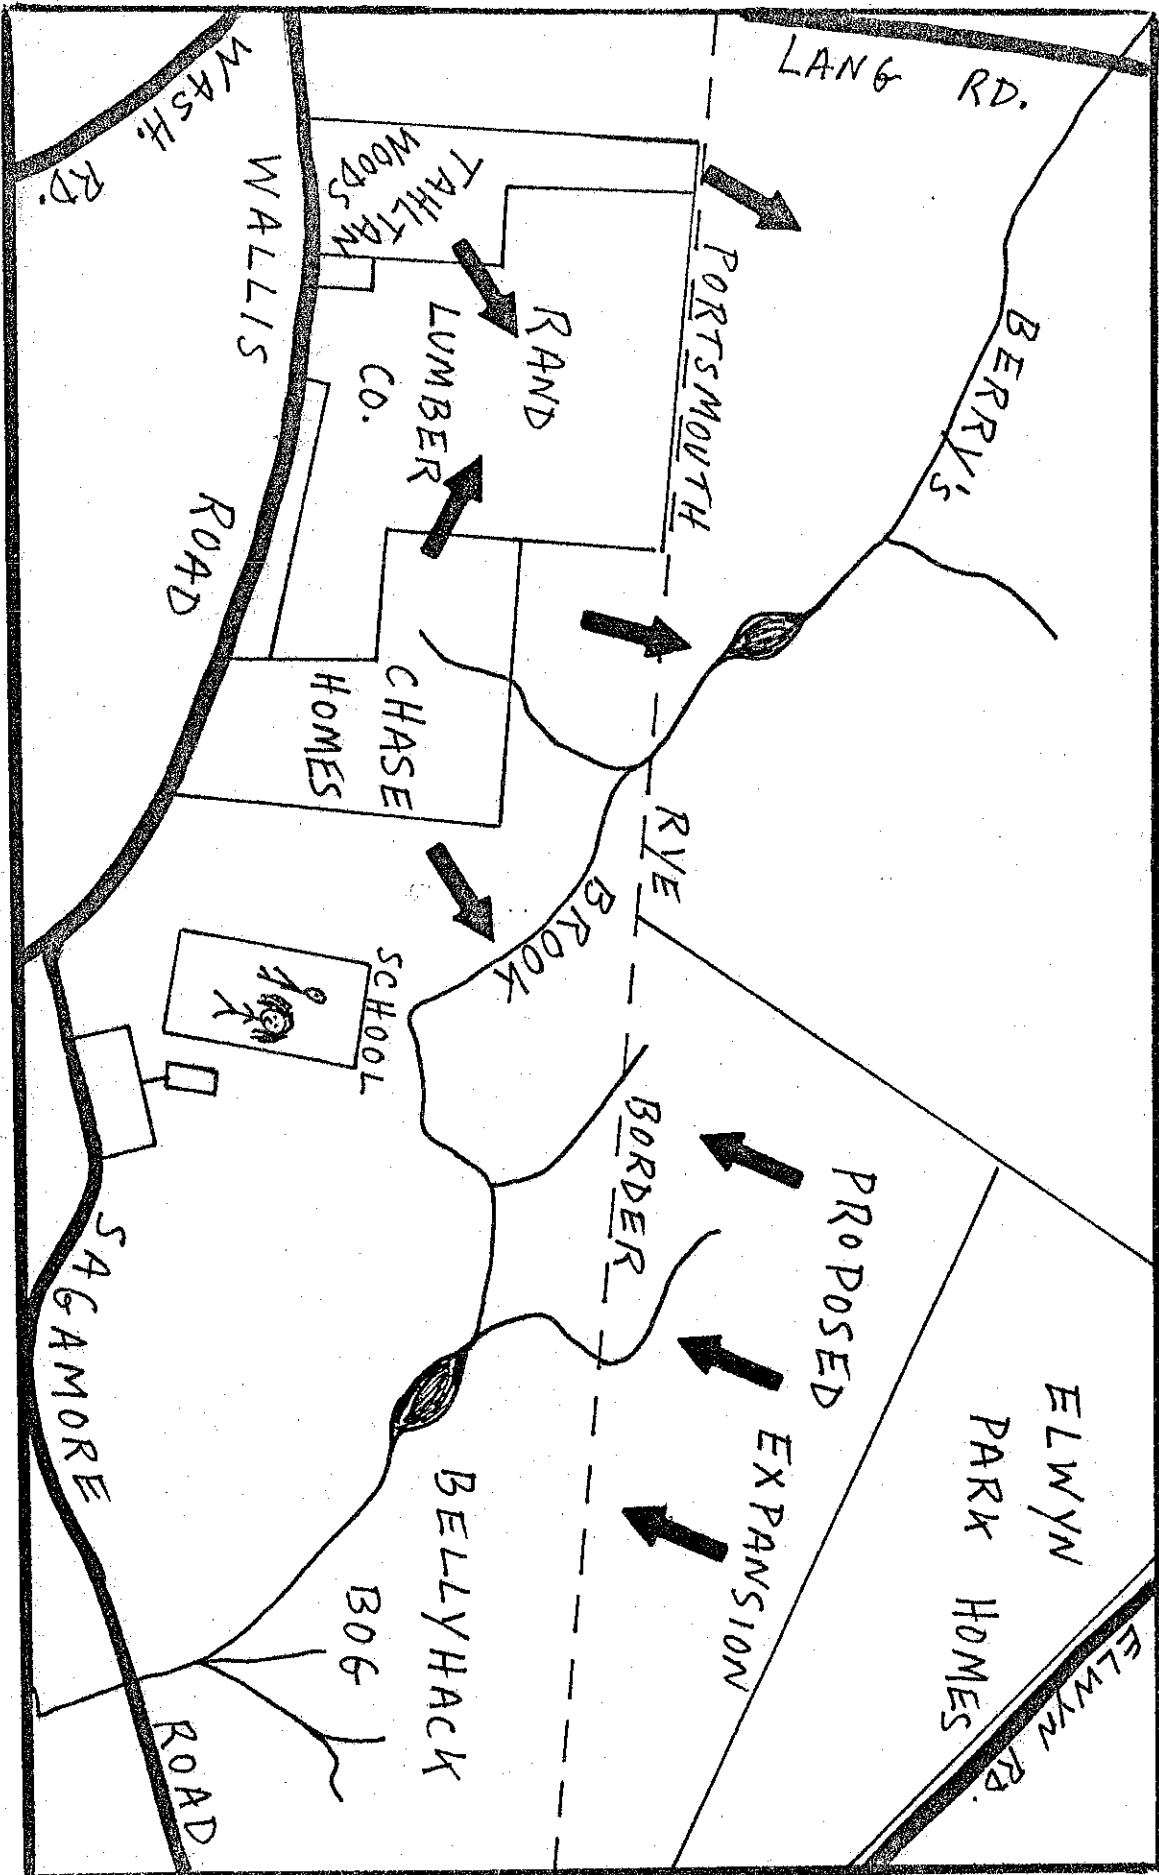 LANG RD.
WASH. RD.
TAHLTAN
WOODS
WALLIS ROAD
RAND
LUMBER
CO.
PORTSMOUTH
BERRY'S BROOK
CHASE
HOMES
RYE
SCHOOL
BORDER
PROPOSED EXPANSION
ELWYN
PARK HOMES
ELWYN RD.
BELLYHACK
BOG
SAGAMORE ROAD